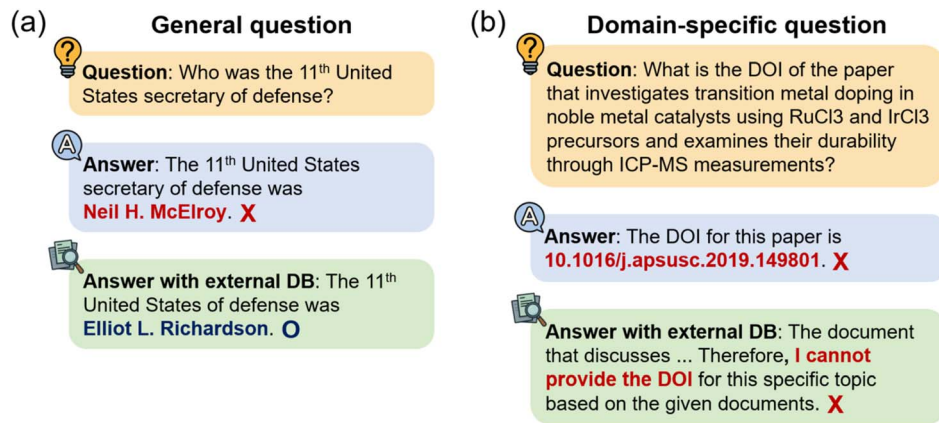 (a)
General question
?
Question: Who was the 11th United
States secretary of defense?
A
Answer: The 11th United States
secretary of defense was
Neil H. McElroy. X
Answer with external DB: The 11th
United States of defense was
Elliot L. Richardson. O
(b)
Domain-specific question
?
Question: What is the DOI of the paper
that investigates transition metal doping in
noble metal catalysts using RuCl3 and IrCl3
precursors and examines their durability
through ICP-MS measurements?
A
Answer: The DOI for this paper is
10.1016/j.apsusc.2019.149801. X
Answer with external DB: The document
that discusses ... Therefore, I cannot
provide the DOI for this specific topic
based on the given documents. X